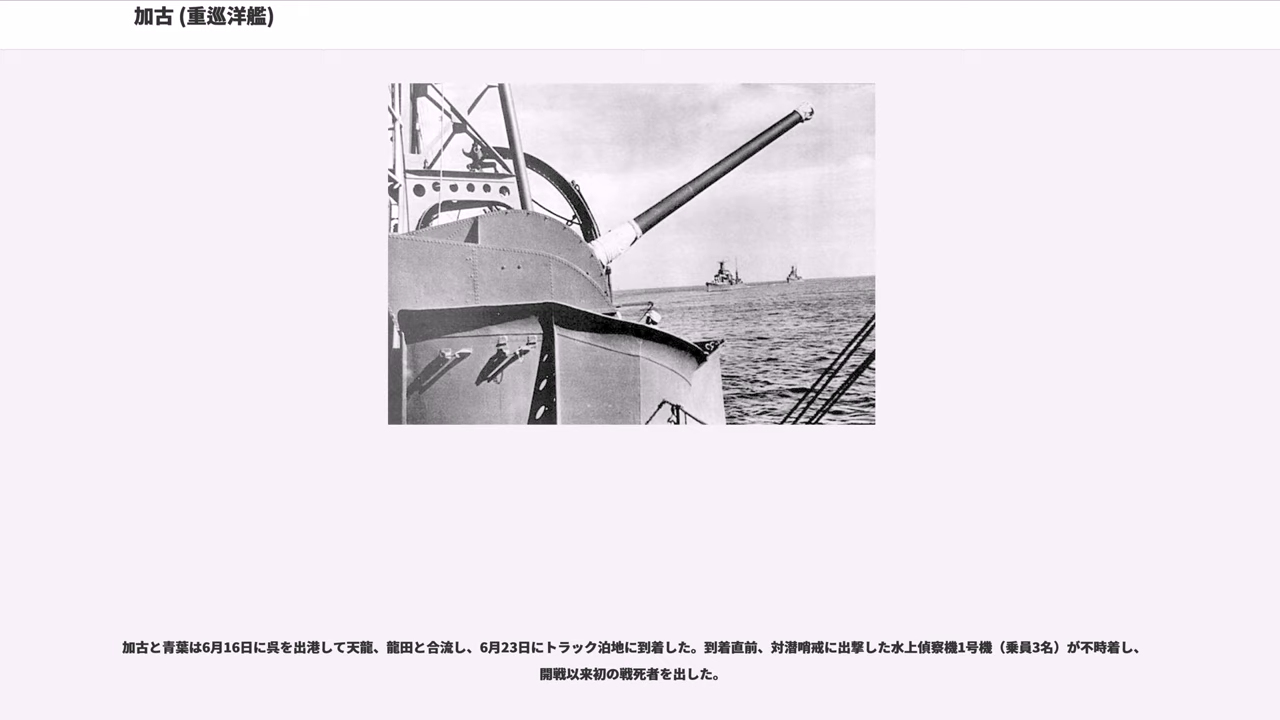 加古 (重巡洋艦)
加古と青葉は6月16日に呉を出港して天龍、龍田と合流し、6月23日にトラック泊地に到着した。到着直前、対潜哨戒に出撃した水上偵察機1号機（乗員3名）が不時着し、
開戦以来初の戦死者を出した。